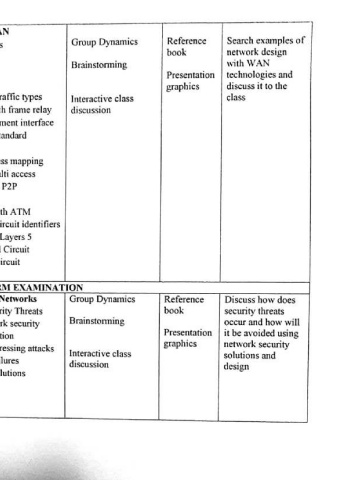 AN
s
Group Dynamics
Brainstorming
Interactive class
discussion
Reference
book
Presentation
graphics
Search examples of
network design
with WAN
technologies and
discuss it to the
class
raffic types
h frame relay
ment interface
tandard
ss mapping
lti access
P2P
th ATM
ircuit identifiers
Layers 5
l Circuit
ircuit
RM EXAMINATION
Networks
rity Threats
rk security
tion
ressing attacks
lures
lutions
Group Dynamics
Brainstorming
Interactive class
discussion
Reference
book
Presentation
graphics
Discuss how does
security threats
occur and how will
it be avoided using
network security
solutions and
design